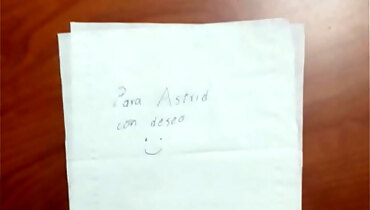 Para Astrid
con deseo